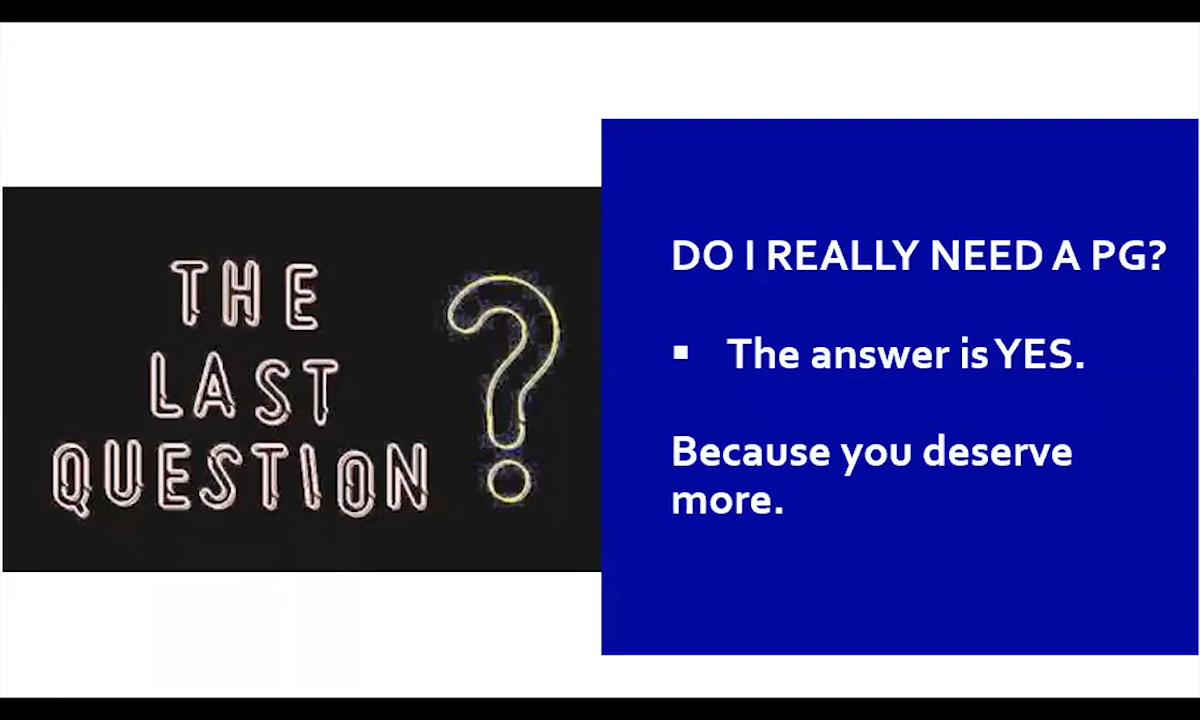 THE
LAST
QUESTION ?
DO I REALLY NEED A PG?
▪ The answer is YES.
Because you deserve
more.